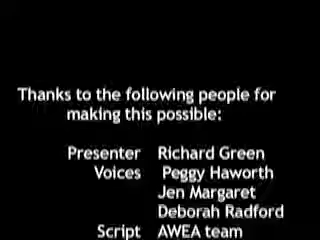 Thanks to the following people for
making this possible:
Presenter Richard Green
Voices Peggy Haworth
Jen Margaret
Deborah Radford
Script AWEA team